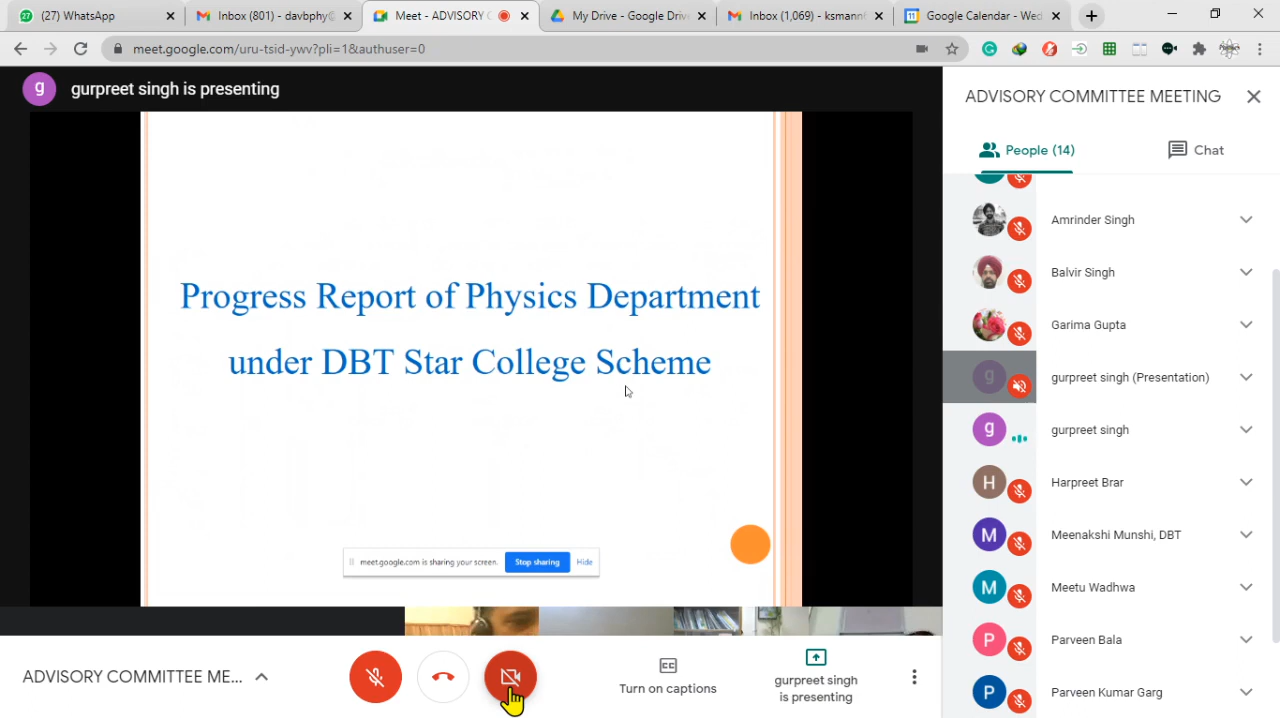 (27) WhatsApp
Inbox (801) - davbphy@
Meet - ADVISORY C
My Drive - Google Driv
Inbox (1,069) - ksmann
Google Calendar - Wed
meet.google.com/uru-tsid-ywv?pli=1&authuser=0
g
gurpreet singh is presenting
ADVISORY COMMITTEE MEETING
People (14)
Chat
Progress Report of Physics Department
under DBT Star College Scheme
meet.google.com is sharing your screen.
Stop sharing
Hide
Amrinder Singh
Balvir Singh
Garima Gupta
g
gurpreet singh (Presentation)
g
gurpreet singh
H
Harpreet Brar
M
Meenakshi Munshi, DBT
M
Meetu Wadhwa
P
Parveen Bala
P
Parveen Kumar Garg
ADVISORY COMMITTEE ME...
CC
Turn on captions
gurpreet singh
is presenting